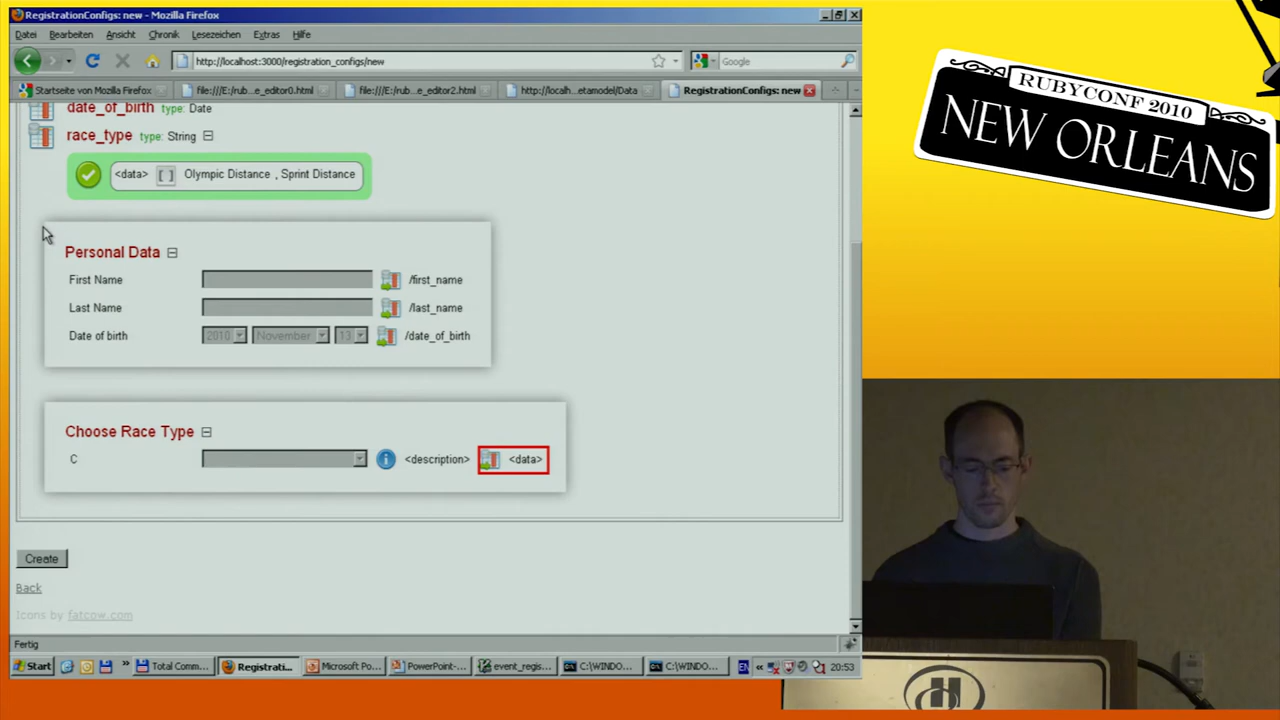 RegistrationConfigs: new - Mozilla Firefox
Datei Bearbeiten Ansicht Chronik Lesezeichen Extras Hilfe
http://localhost:3000/registration_configs/new
Google
Startseite von Mozilla Firefox
file:///E:/rub...e_editor0.html
file:///E:/rub...e_editor2.html
http://localh...etamodel/Data
RegistrationConfigs: new
date_of_birth type: Date
race_type type: String
<data> [ ] Olympic Distance , Sprint Distance
Personal Data
First Name /first_name
Last Name /last_name
Date of birth 2010 November 13 /date_of_birth
Choose Race Type
C <description> <data>
Create
Back
Icons by fatcow.com
Fertig
Start Total Comm... Registrati... Microsoft Po... PowerPoint-... event_regis... C:\WINDO... C:\WINDO... EN « 20:53
RUBYCONF 2010
NEW ORLEANS